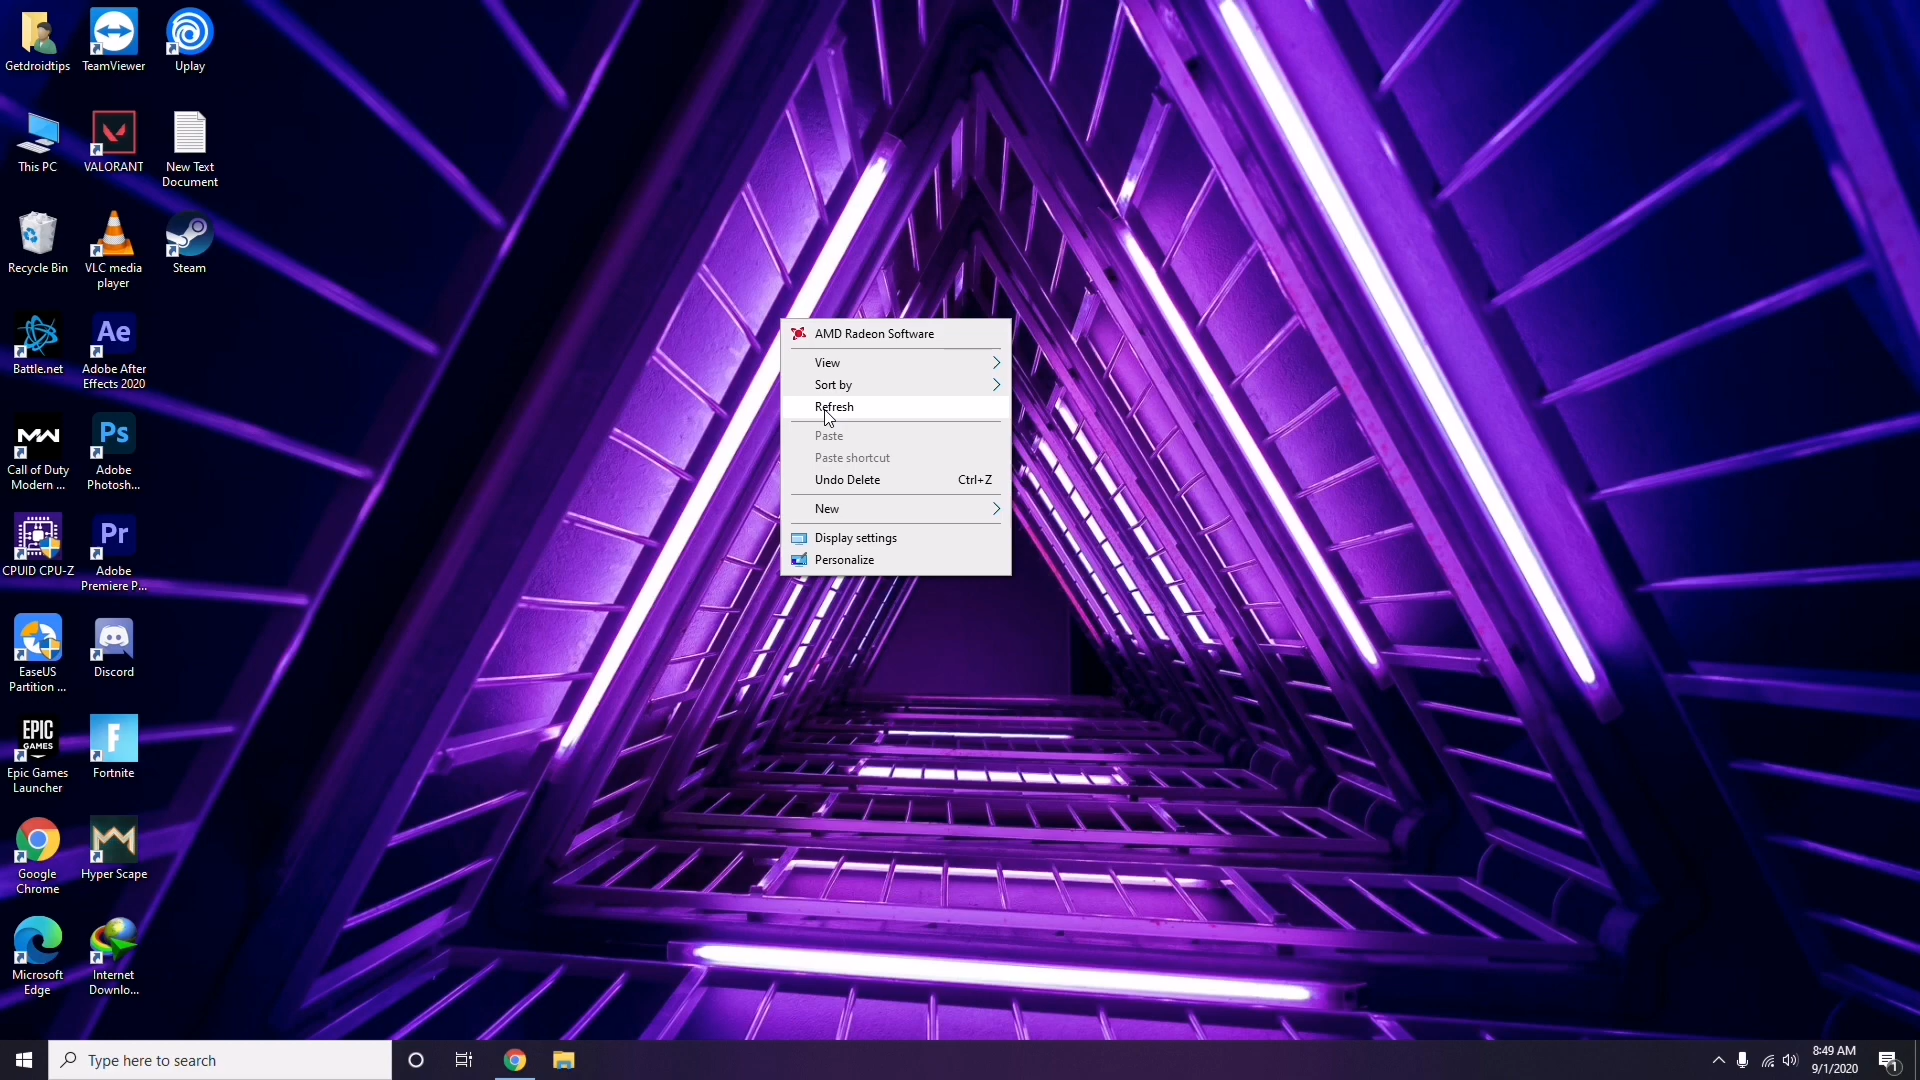 Getdroidtips
TeamViewer
Uplay
This PC
VALORANT
New Text
Document
Recycle Bin
VLC media
player
Steam
Battle.net
Ae
Adobe After
Effects 2020
MW
Call of Duty
Modern ...
Ps
Adobe
Photosh...
CPUID CPU-Z
Pr
Adobe
Premiere P...
EaseUS
Partition ...
Discord
EPIC
GAMES
Epic Games
Launcher
F
Fortnite
Google
Chrome
Hyper Scape
Microsoft
Edge
Internet
Downlo...
AMD Radeon Software
View
Sort by
Refresh
Paste
Paste shortcut
Undo Delete Ctrl+Z
New
Display settings
Personalize
Type here to search
8:49 AM
9/1/2020
1